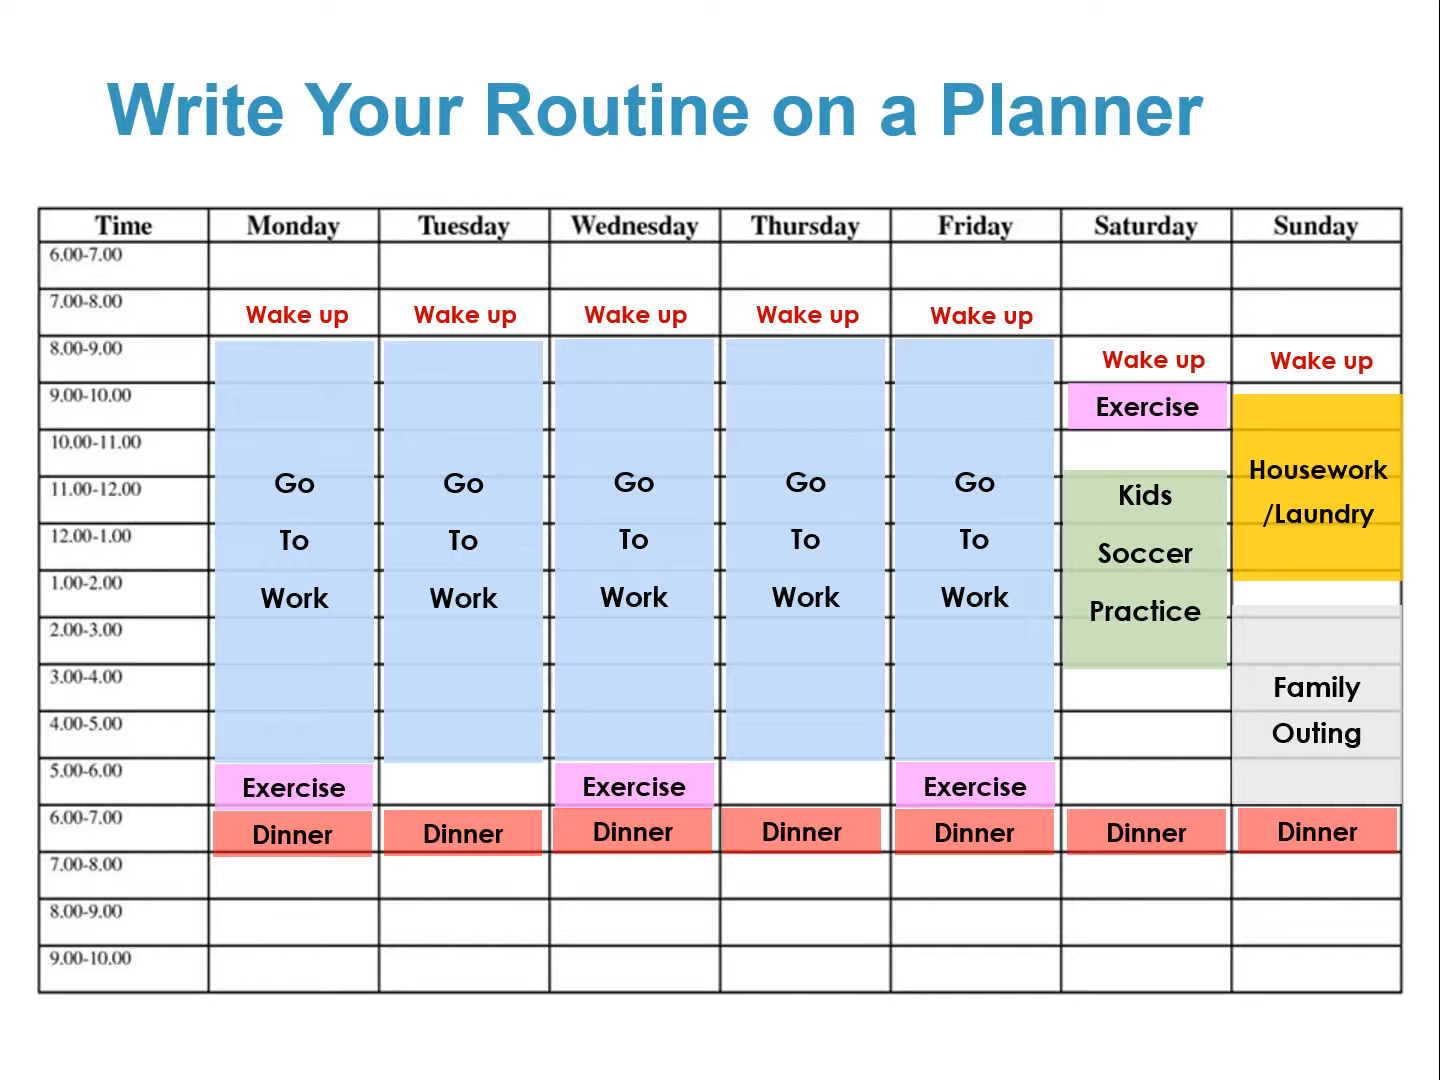 Write Your Routine on a Planner
Time Monday Tuesday Wednesday Thursday Friday Saturday Sunday
6.00-7.00
7.00-8.00 Wake up Wake up Wake up Wake up Wake up
8.00-9.00 Wake up Wake up
9.00-10.00 Exercise
10.00-11.00 Housework
11.00-12.00 Go Go Go Go Go Kids /Laundry
12.00-1.00 To To To To To Soccer
1.00-2.00 Work Work Work Work Work Practice
2.00-3.00
3.00-4.00 Family
4.00-5.00 Outing
5.00-6.00 Exercise Exercise Exercise
6.00-7.00 Dinner Dinner Dinner Dinner Dinner Dinner Dinner
7.00-8.00
8.00-9.00
9.00-10.00